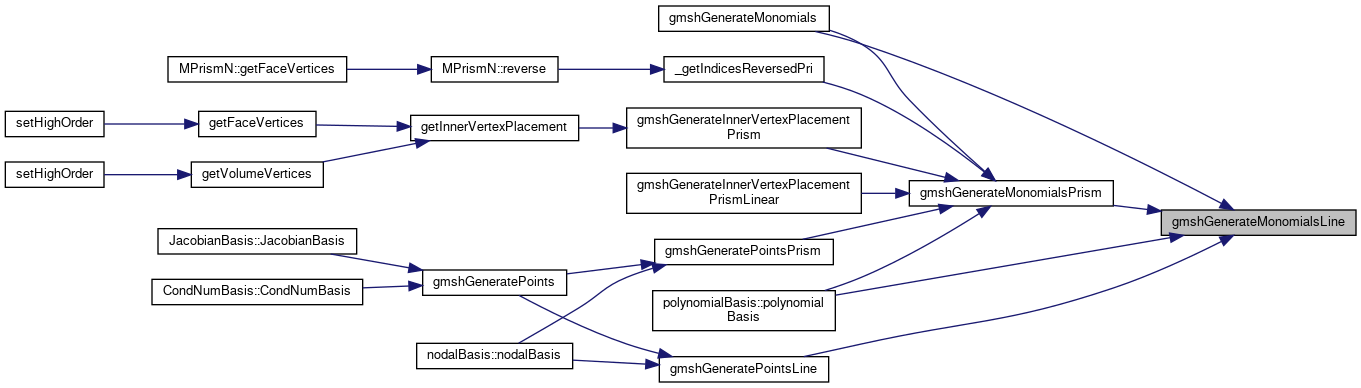 gmshGenerateMonomials
MPrismN::getFaceVertices
MPrismN::reverse
_getIndicesReversedPri
setHighOrder
getFaceVertices
getInnerVertexPlacement
gmshGenerateInnerVertexPlacement
Prism
setHighOrder
getVolumeVertices
gmshGenerateInnerVertexPlacement
PrismLinear
gmshGenerateMonomialsPrism
gmshGenerateMonomialsLine
JacobianBasis::JacobianBasis
gmshGeneratePointsPrism
gmshGeneratePoints
CondNumBasis::CondNumBasis
polynomialBasis::polynomial
Basis
nodalBasis::nodalBasis
gmshGeneratePointsLine